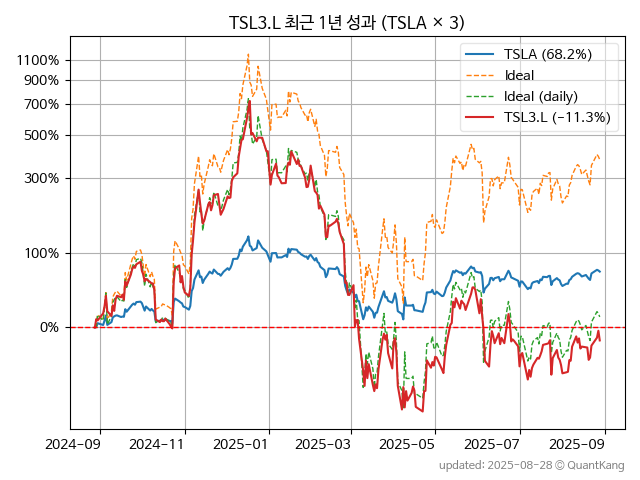 TSL3.L 최근 1년 성과 (TSLA × 3)
1100%
900%
700%
500%
300%
100%
0%
TSLA (68.2%)
Ideal
Ideal (daily)
TSL3.L (−11.3%)
2024-09 2024-11 2025-01 2025-03 2025-05 2025-07 2025-09
updated: 2025-08-28 © QuantKang